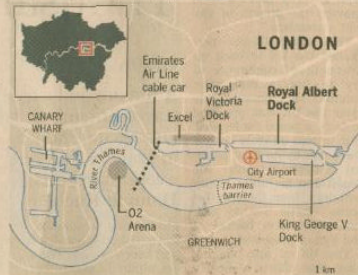 LONDON
Emirates
Air Line
cable car
Royal
Victoria
Dock
Royal Albert
Dock
Excel
CANARY
WHARF
River Thames
City Airport
Thames
barrier
O2
Arena
GREENWICH
King George V
Dock
1 km